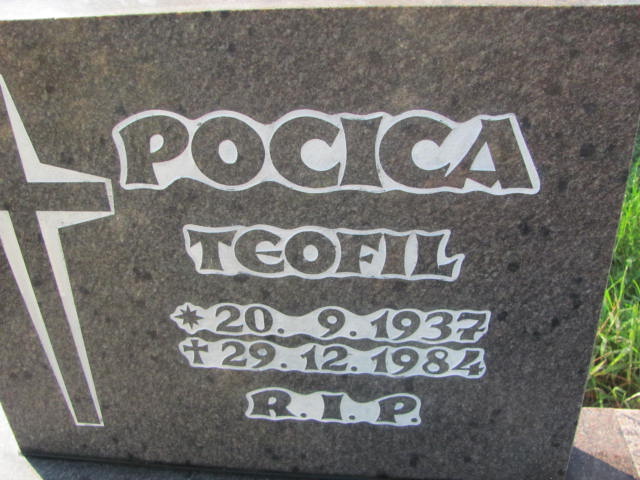 POCICA
TEOFIL
* 20. 9. 1937
✝ 29. 12. 1984
R. I. P.